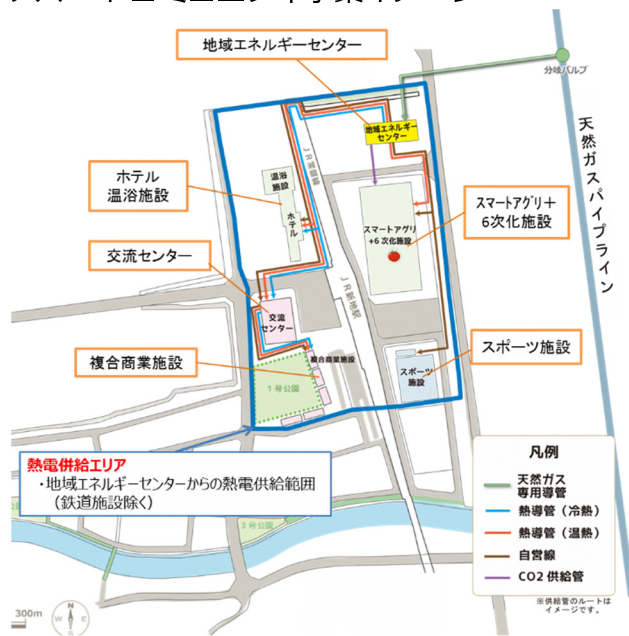 地域エネルギーセンター
分岐バルブ
天然ガスパイプライン
地域エネルギー
センター
JR常磐線
ホテル
温浴施設
温浴
施設
ホテル
スマートアグリ
+6次化施設
スマートアグリ+
6次化施設
交流センター
交流
センター
JR新地駅
複合商業施設
複合商業施設
1号公園
スポーツ施設
スポーツ
施設
熱電供給エリア
・地域エネルギーセンターからの熱電供給範囲
(鉄道施設除く)
3号公園
凡例
天然ガス
専用導管
熱導管(冷熱)
熱導管(温熱)
自営線
CO2供給管
※供給管のルートは
イメージです。
300m
N
W
E
S